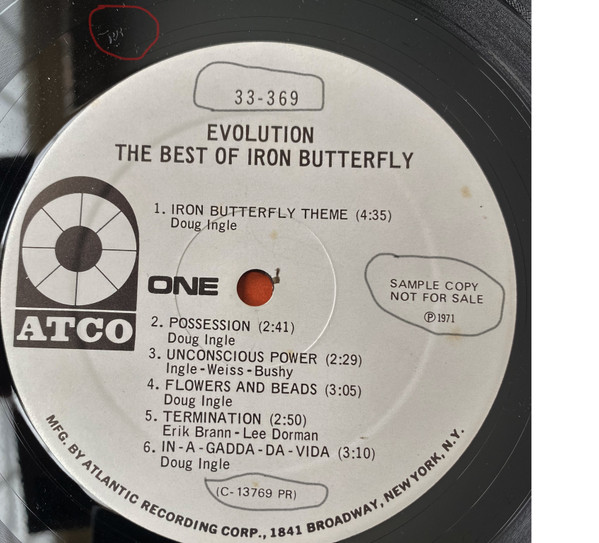 33-369
EVOLUTION
THE BEST OF IRON BUTTERFLY
1. IRON BUTTERFLY THEME (4:35)
Doug Ingle
ONE
SAMPLE COPY
NOT FOR SALE
Ⓟ1971
ATCO
2. POSSESSION (2:41)
Doug Ingle
3. UNCONSCIOUS POWER (2:29)
Ingle-Weiss-Bushy
4. FLOWERS AND BEADS (3:05)
Doug Ingle
5. TERMINATION (2:50)
Erik Brann-Lee Dorman
6. IN-A-GADDA-DA-VIDA (3:10)
Doug Ingle
(C-13769 PR)
MFG. BY ATLANTIC RECORDING CORP., 1841 BROADWAY, NEW YORK, N.Y.